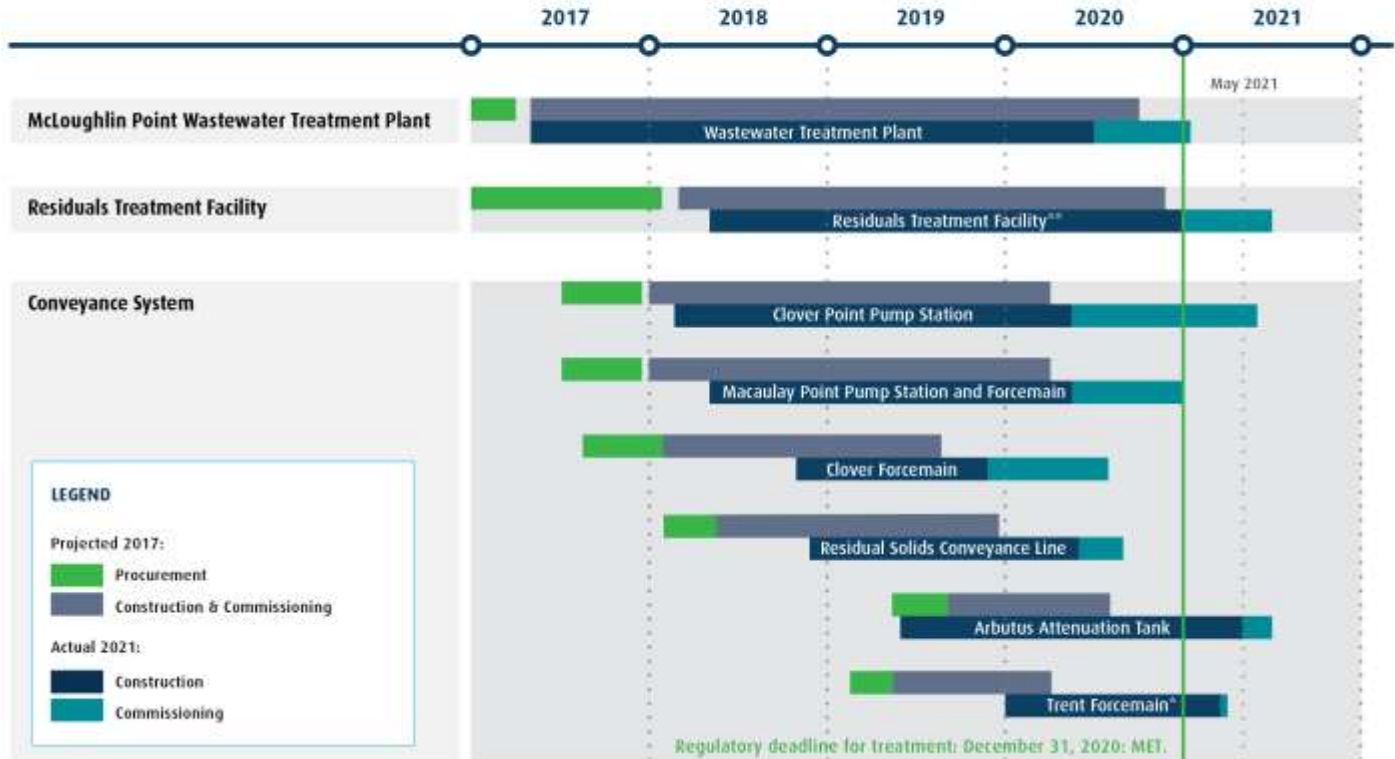 2017 2018 2019 2020 2021
May 2021
McLoughlin Point Wastewater Treatment Plant
Wastewater Treatment Plant
Residuals Treatment Facility
Residuals Treatment Facility**
Conveyance System
Clover Point Pump Station
Macaulay Point Pump Station and Forcemain
Clover Forcemain
Residual Solids Conveyance Line
Arbutus Attenuation Tank
Trent Forcemain*
LEGEND
Projected 2017:
Procurement
Construction & Commissioning
Actual 2021:
Construction
Commissioning
Regulatory deadline for treatment: December 31, 2020: MET.